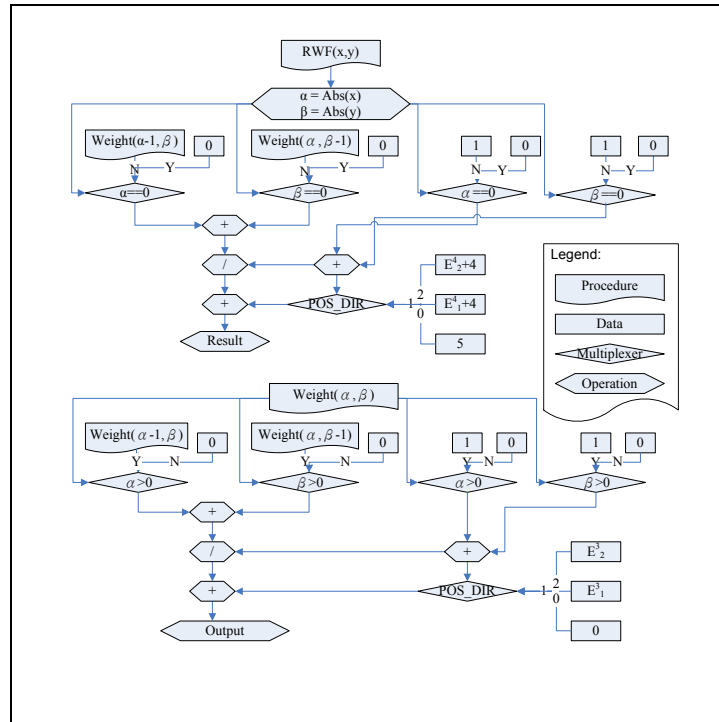 RWF(x,y)
α = Abs(x)
β = Abs(y)
Weight(α-1, β)
0
Weight(α, β-1)
0
1
0
1
0
N Y
N Y
N Y
N Y
α==0
β==0
α==0
β==0
+
/
+
E⁴₂+4
+
POS_DIR
1 2 0
E⁴₁+4
Result
5
Legend:
Procedure
Data
Multiplexer
Operation
Weight(α, β)
Weight(α-1, β)
0
Weight(α, β-1)
0
1
0
1
0
Y N
Y N
Y N
Y N
α>0
β>0
α>0
β>0
+
/
+
E³₂
+
POS_DIR
1 2 0
E³₁
Output
0